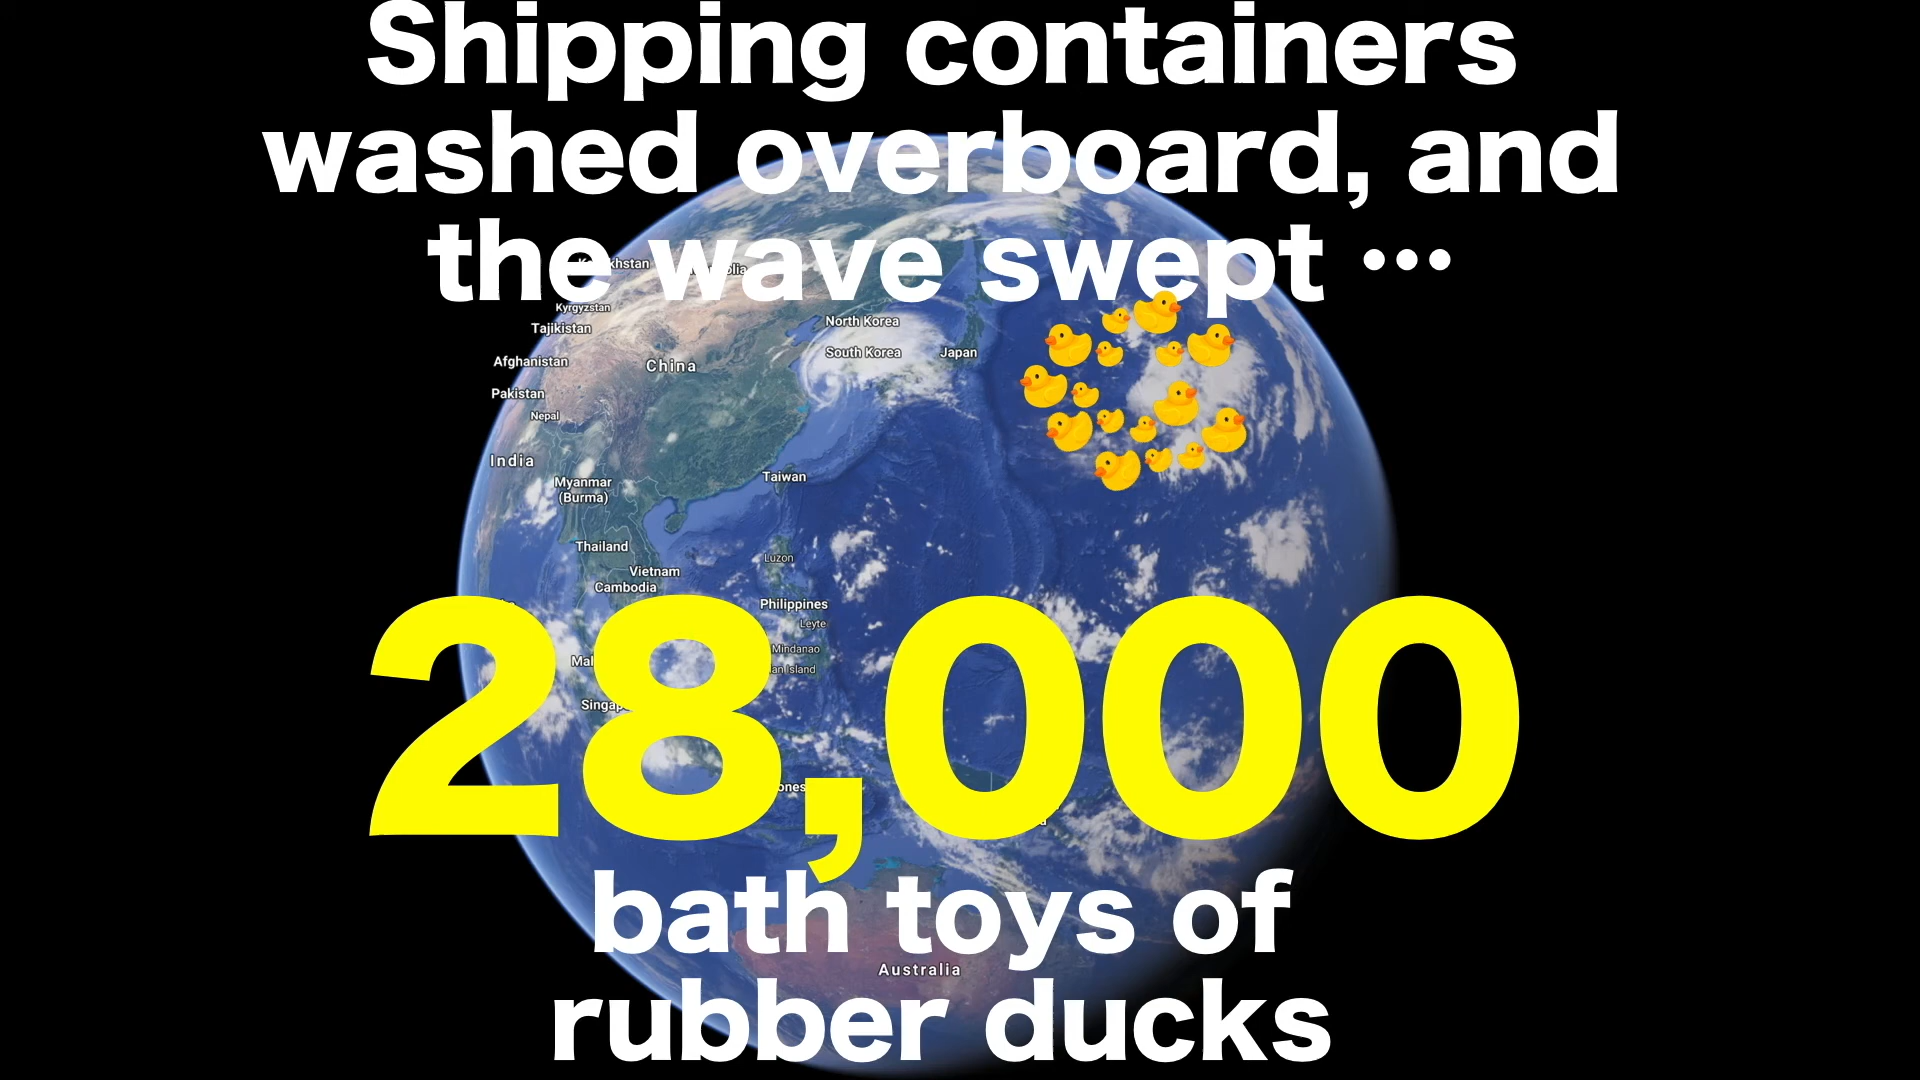 Shipping containers
washed overboard, and
the wave swept …
North Korea
Kyrgyzstan
Tajikistan
South Korea
Japan
Afghanistan
China
Pakistan
Nepal
India
Taiwan
Myanmar
(Burma)
Thailand
Luzon
Vietnam
Cambodia
Philippines
Leyte
Mindanao
28,000
bath toys of
Australia
rubber ducks